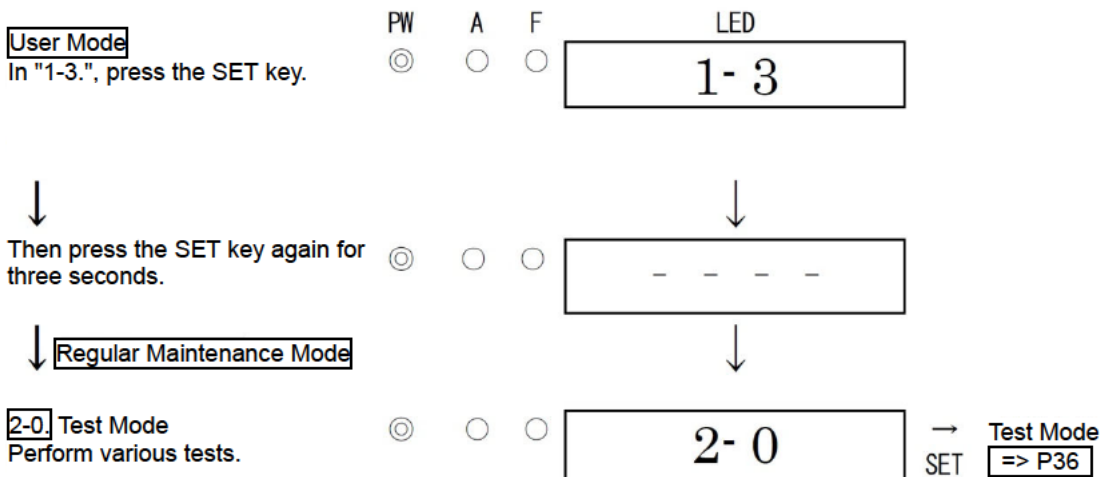 PW A F LED
User Mode
In "1-3.", press the SET key.
1- 3
Then press the SET key again for
three seconds.
- - - -
Regular Maintenance Mode
2-0. Test Mode
Perform various tests.
2- 0
→ Test Mode
SET => P36